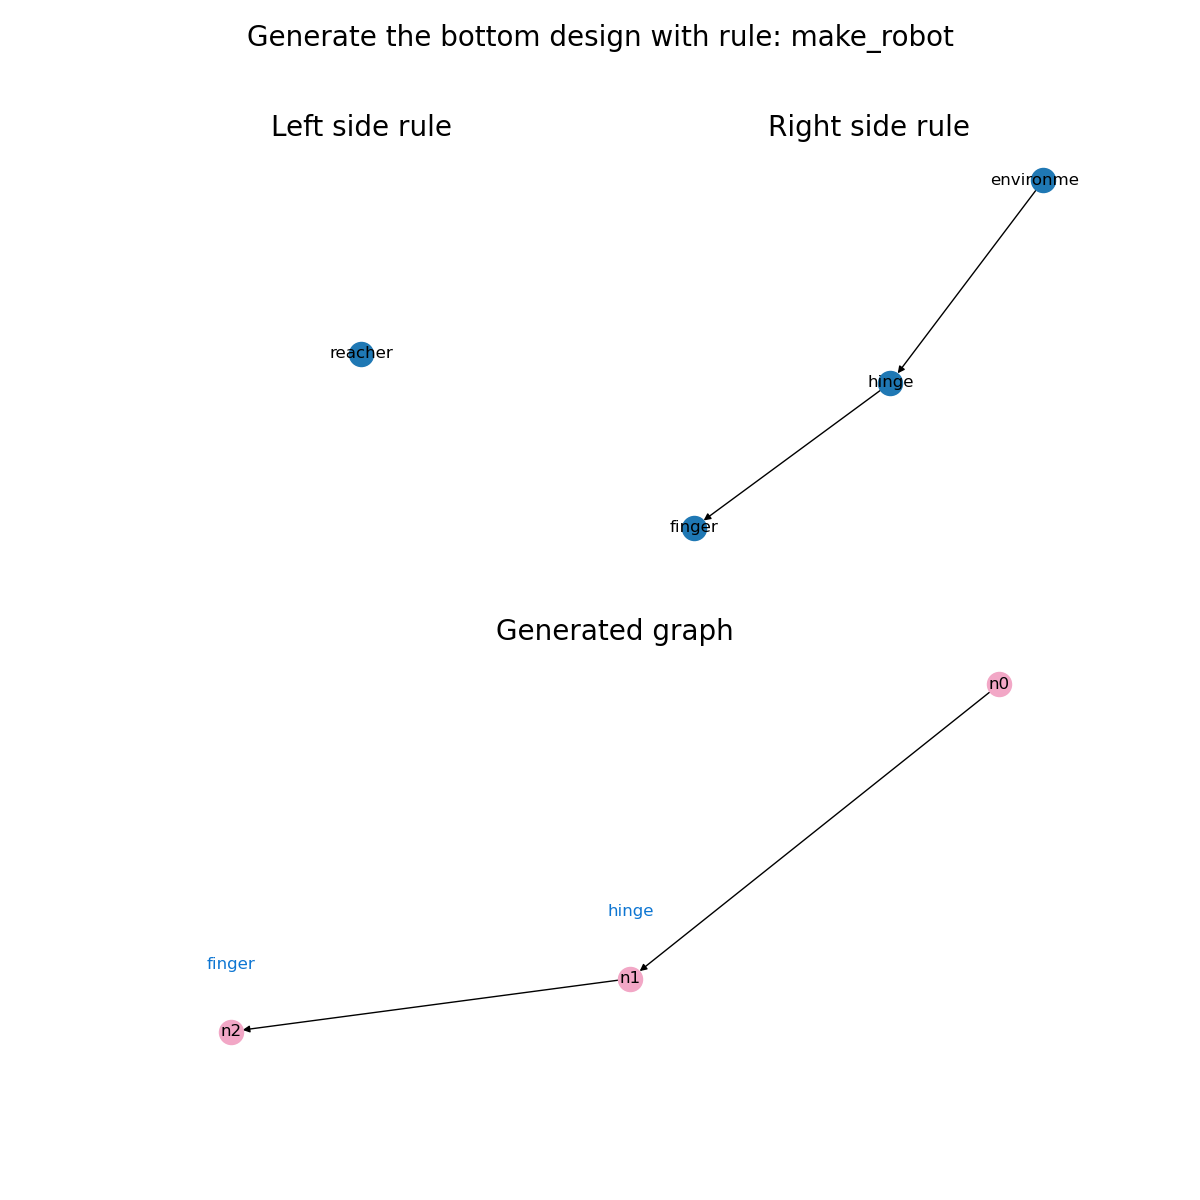 Generate the bottom design with rule: make_robot
Left side rule
Right side rule
environme
reacher
hinge
finger
Generated graph
n0
hinge
finger
n1
n2